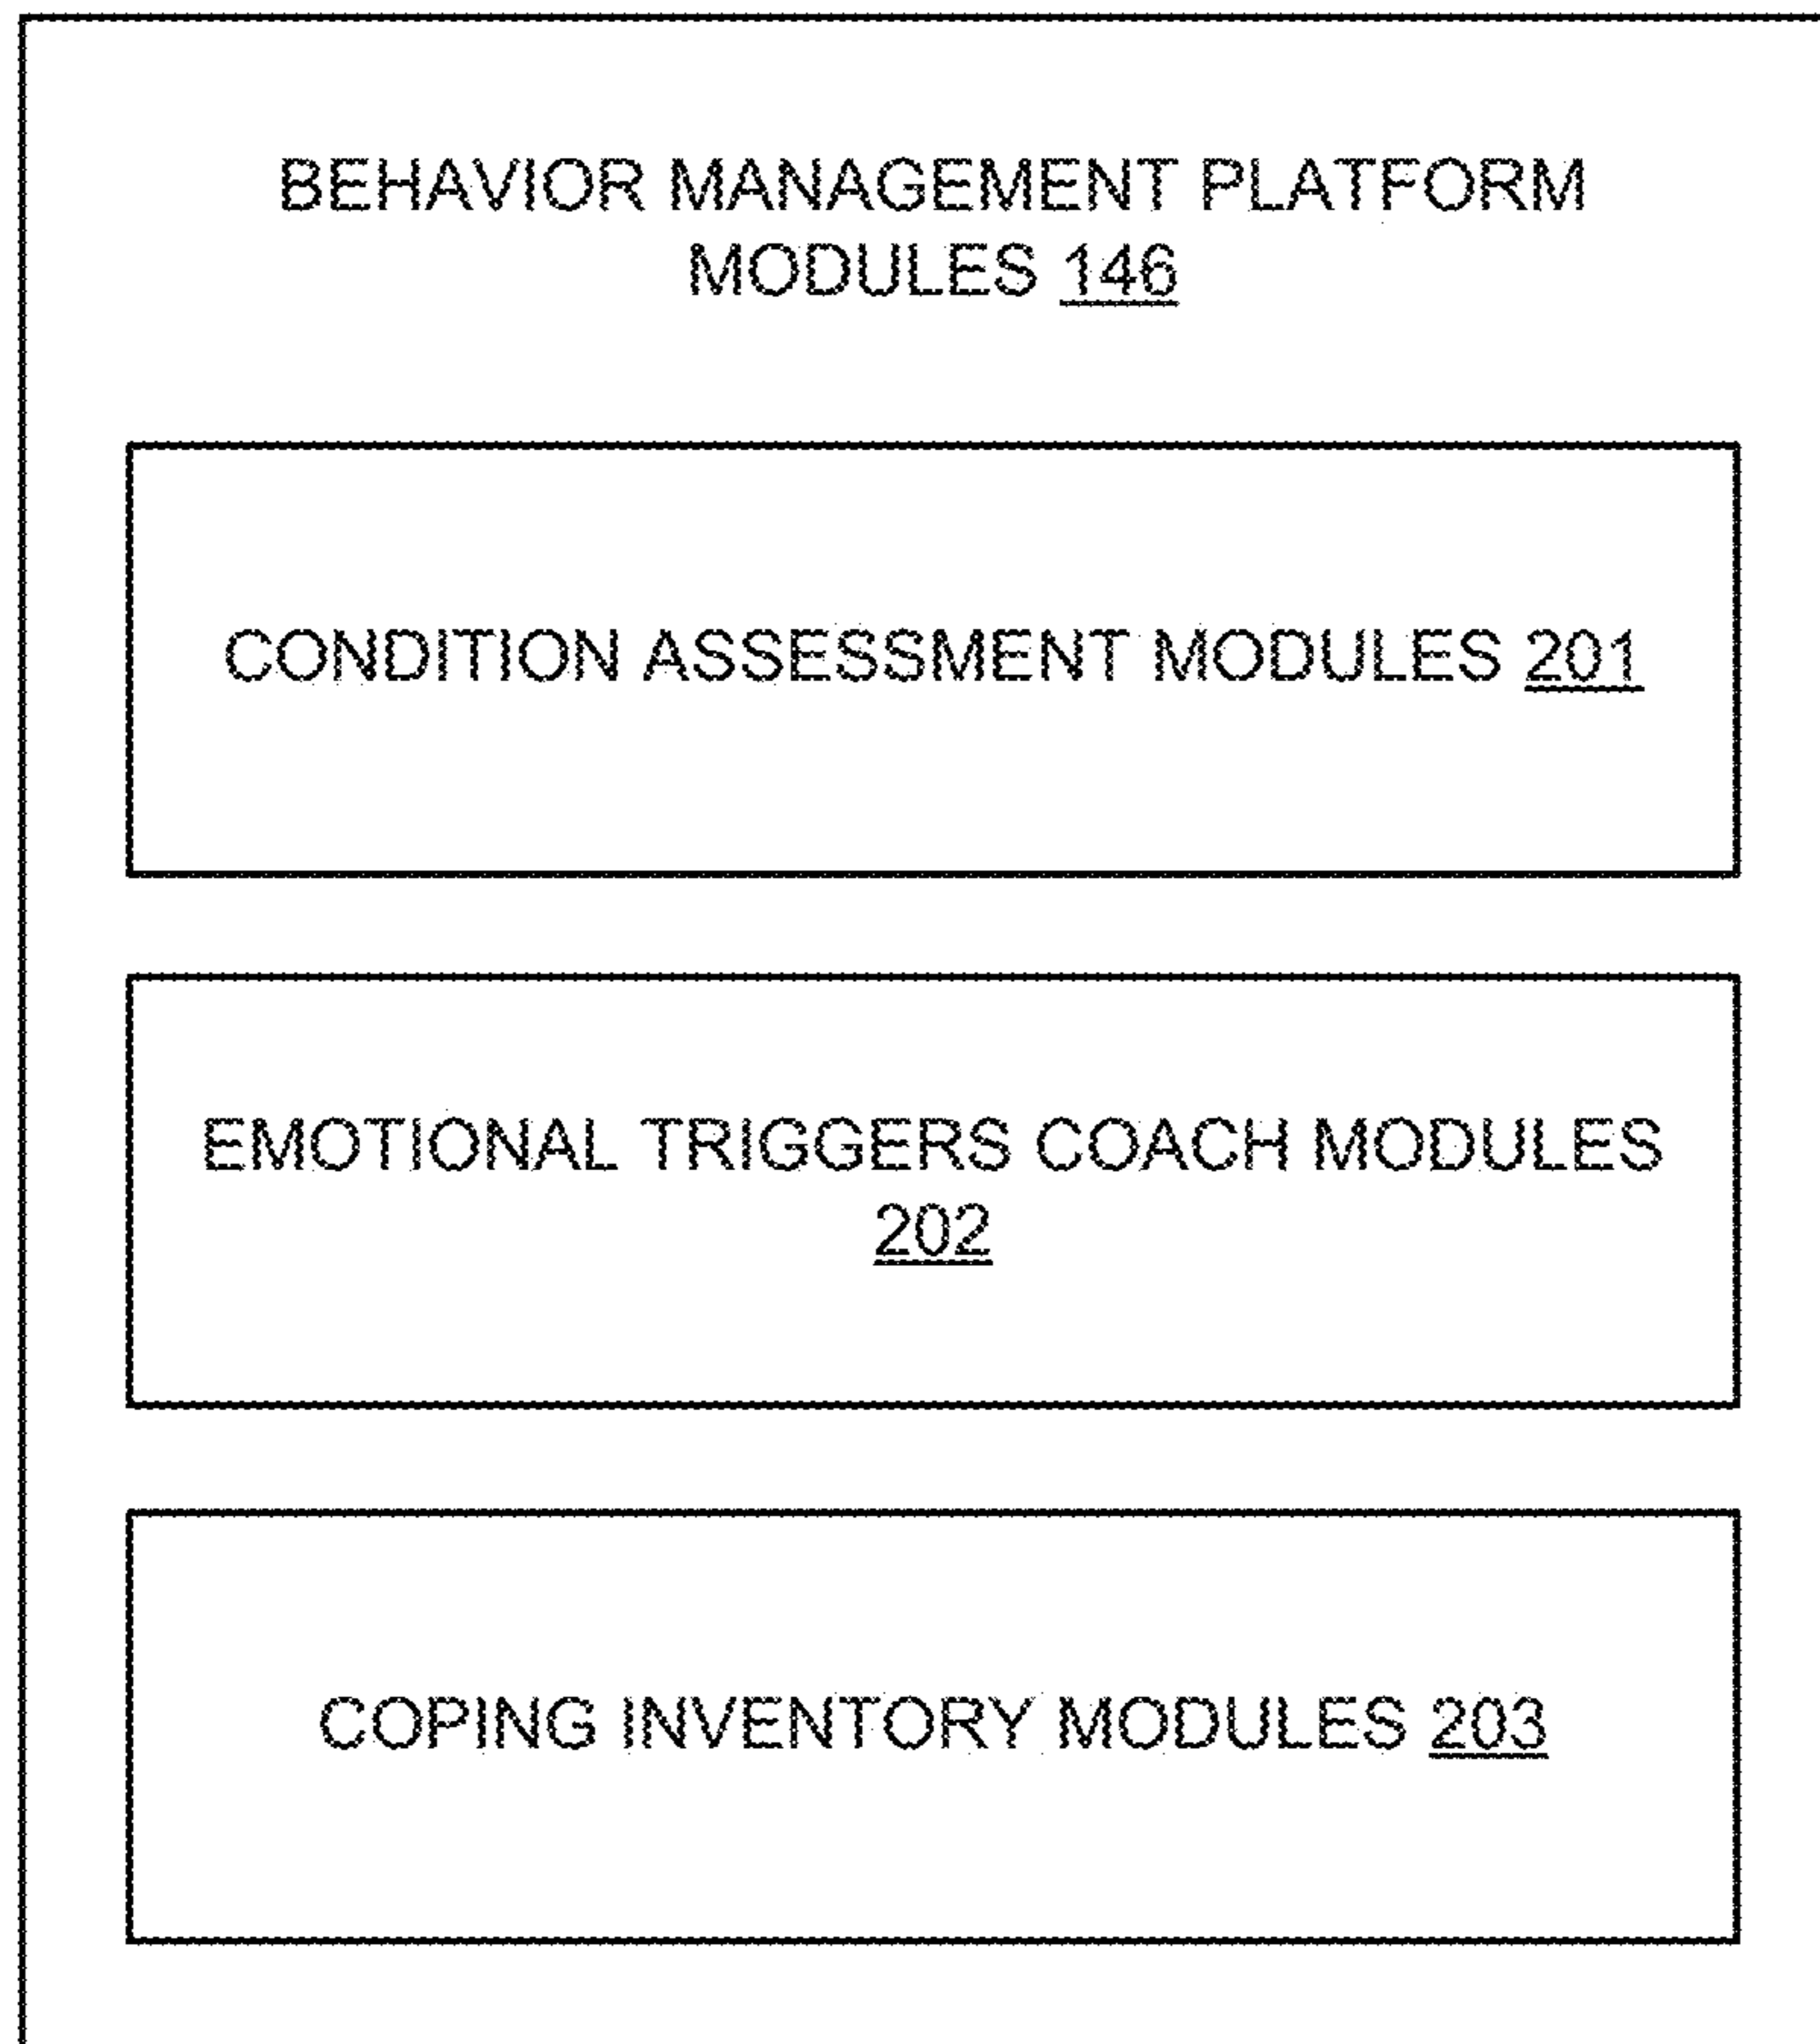 BEHAVIOR MANAGEMENT PLATFORM
MODULES 146
CONDITION ASSESSMENT MODULES 201
EMOTIONAL TRIGGERS COACH MODULES
202
COPING INVENTORY MODULES 203